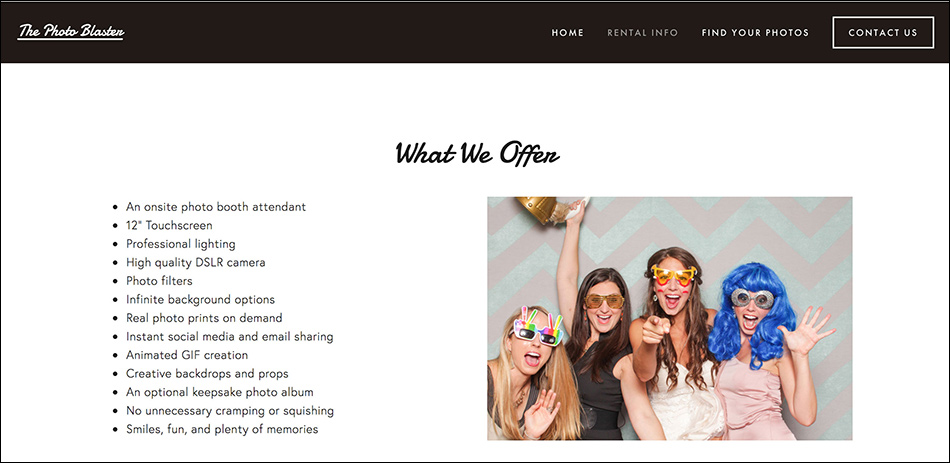 The Photo Blaster
HOME RENTAL INFO FIND YOUR PHOTOS CONTACT US
What We Offer
An onsite photo booth attendant
12" Touchscreen
Professional lighting
High quality DSLR camera
Photo filters
Infinite background options
Real photo prints on demand
Instant social media and email sharing
Animated GIF creation
Creative backdrops and props
An optional keepsake photo album
No unnecessary cramping or squishing
Smiles, fun, and plenty of memories